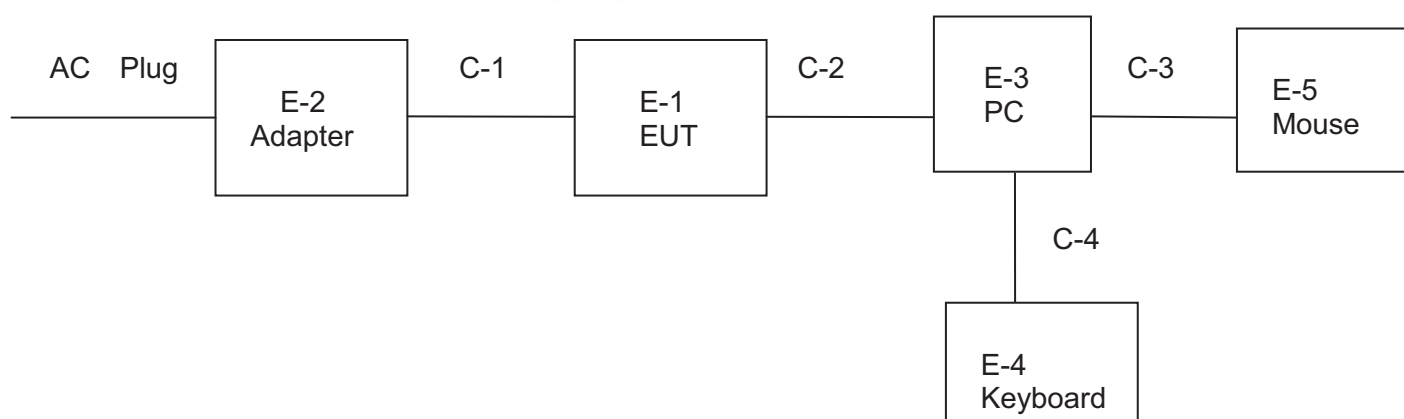 AC Plug
E-2
Adapter
C-1
E-1
EUT
C-2
E-3
PC
C-3
E-5
Mouse
C-4
E-4
Keyboard